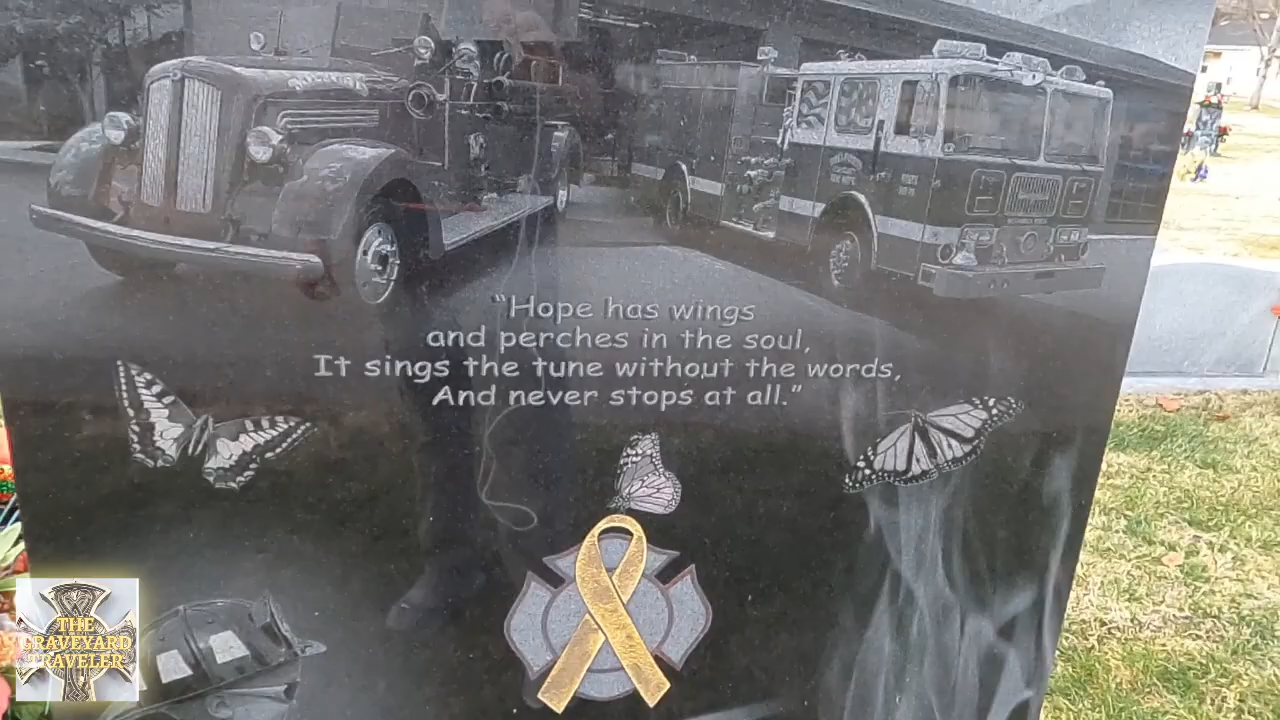 “Hope has wings
and perches in the soul,
It sings the tune without the words,
And never stops at all.”
THE
GRAVEYARD
TRAVELER